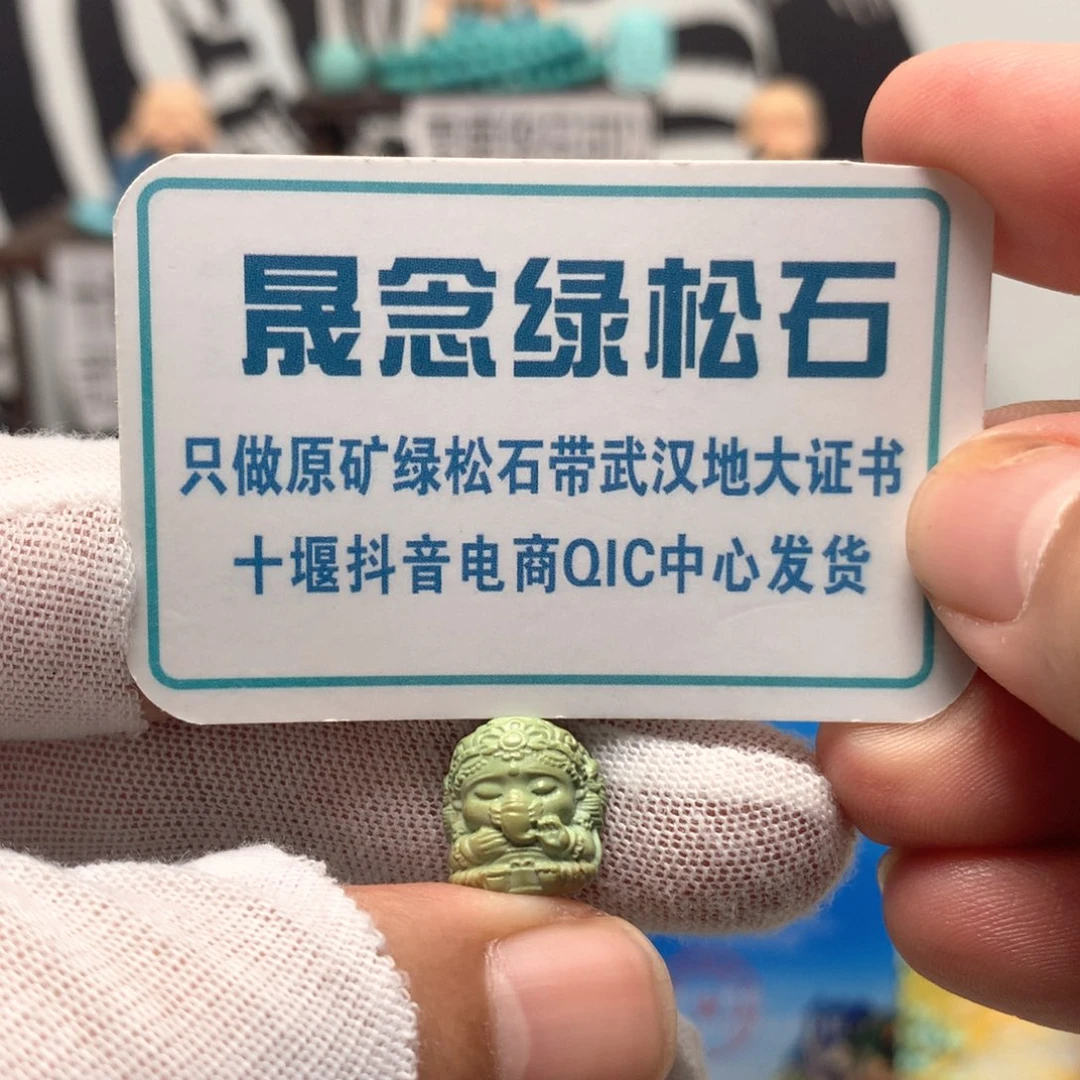 晟念绿松石
只做原矿绿松石带武汉地大证书
十堰抖音电商QIC中心发货